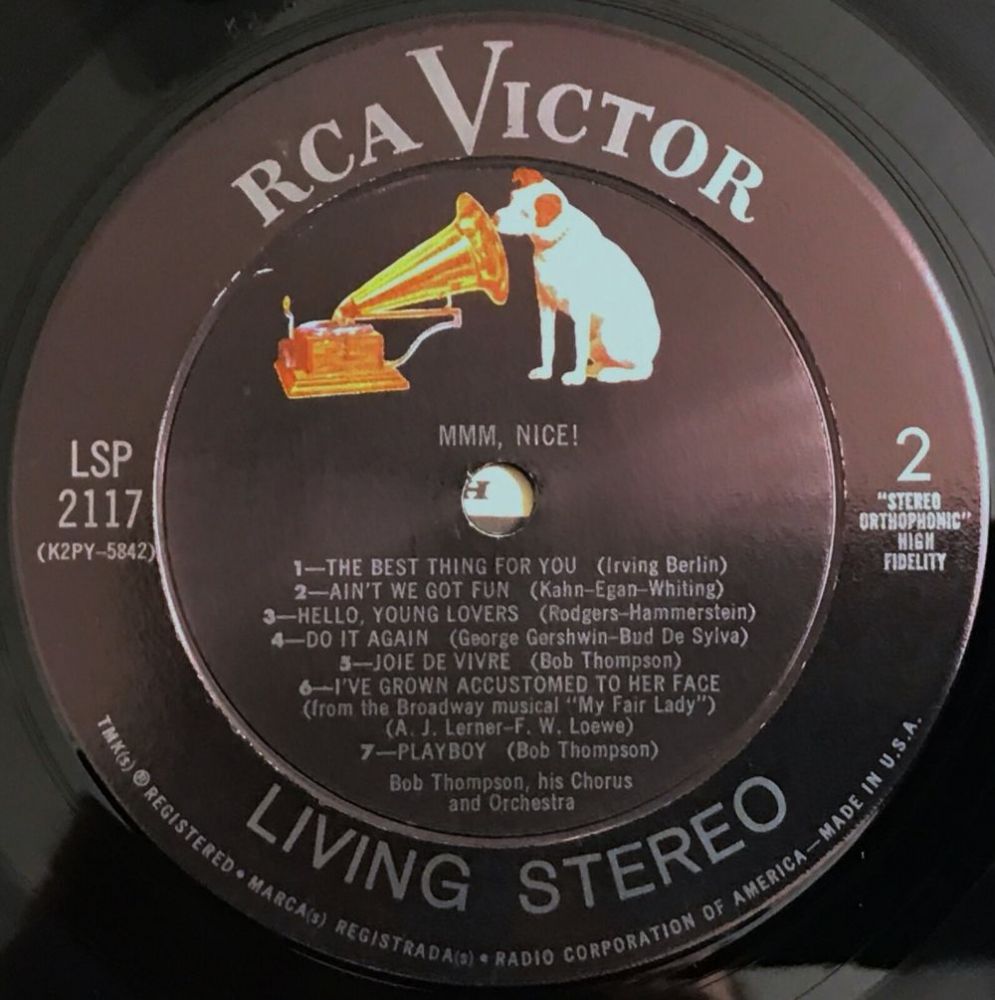 RCA VICTOR
MMM, NICE!
LSP
2117
(K2PY-5842)
2
"STEREO
ORTHOPHONIC"
HIGH
FIDELITY
1—THE BEST THING FOR YOU (Irving Berlin)
2—AIN'T WE GOT FUN (Kahn-Egan-Whiting)
3—HELLO, YOUNG LOVERS (Rodgers-Hammerstein)
4—DO IT AGAIN (George Gershwin-Bud De Sylva)
5—JOIE DE VIVRE (Bob Thompson)
6—I'VE GROWN ACCUSTOMED TO HER FACE
(from the Broadway musical "My Fair Lady")
(A. J. Lerner-F. W. Loewe)
7—PLAYBOY (Bob Thompson)
Bob Thompson, his Chorus
and Orchestra
LIVING STEREO
TMK(s) ® REGISTERED • MARCA(s) REGISTRADA(s) • RADIO CORPORATION OF AMERICA—MADE IN U.S.A.